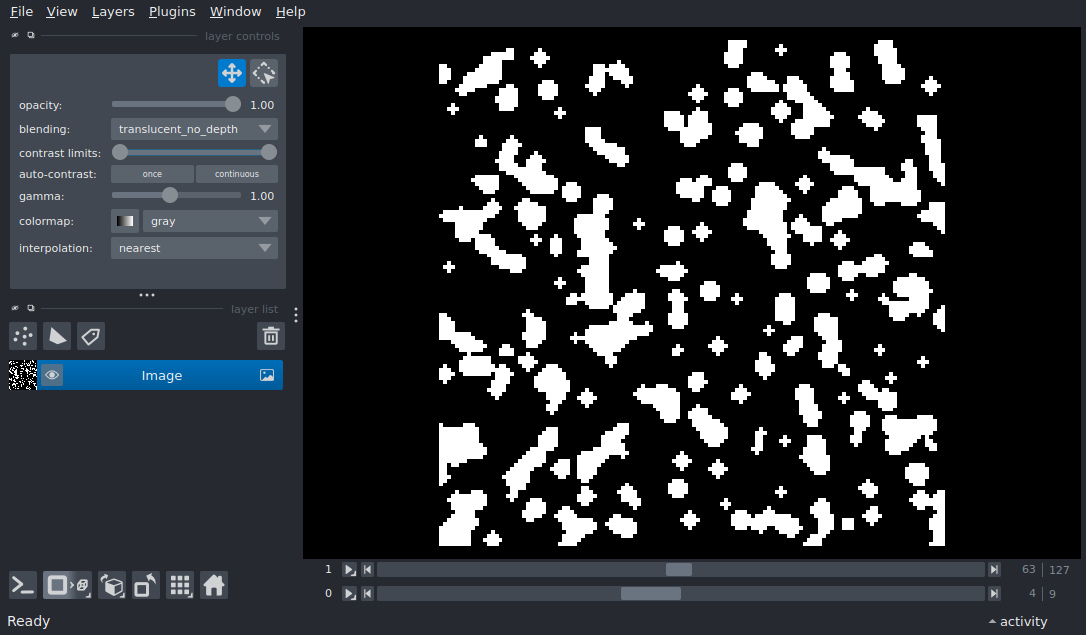 File View Layers Plugins Window Help
layer controls
opacity: 1.00
blending: translucent_no_depth
contrast limits:
auto-contrast: once continuous
gamma: 1.00
colormap: gray
interpolation: nearest
layer list
Image
1 63 127
0 4 9
Ready activity